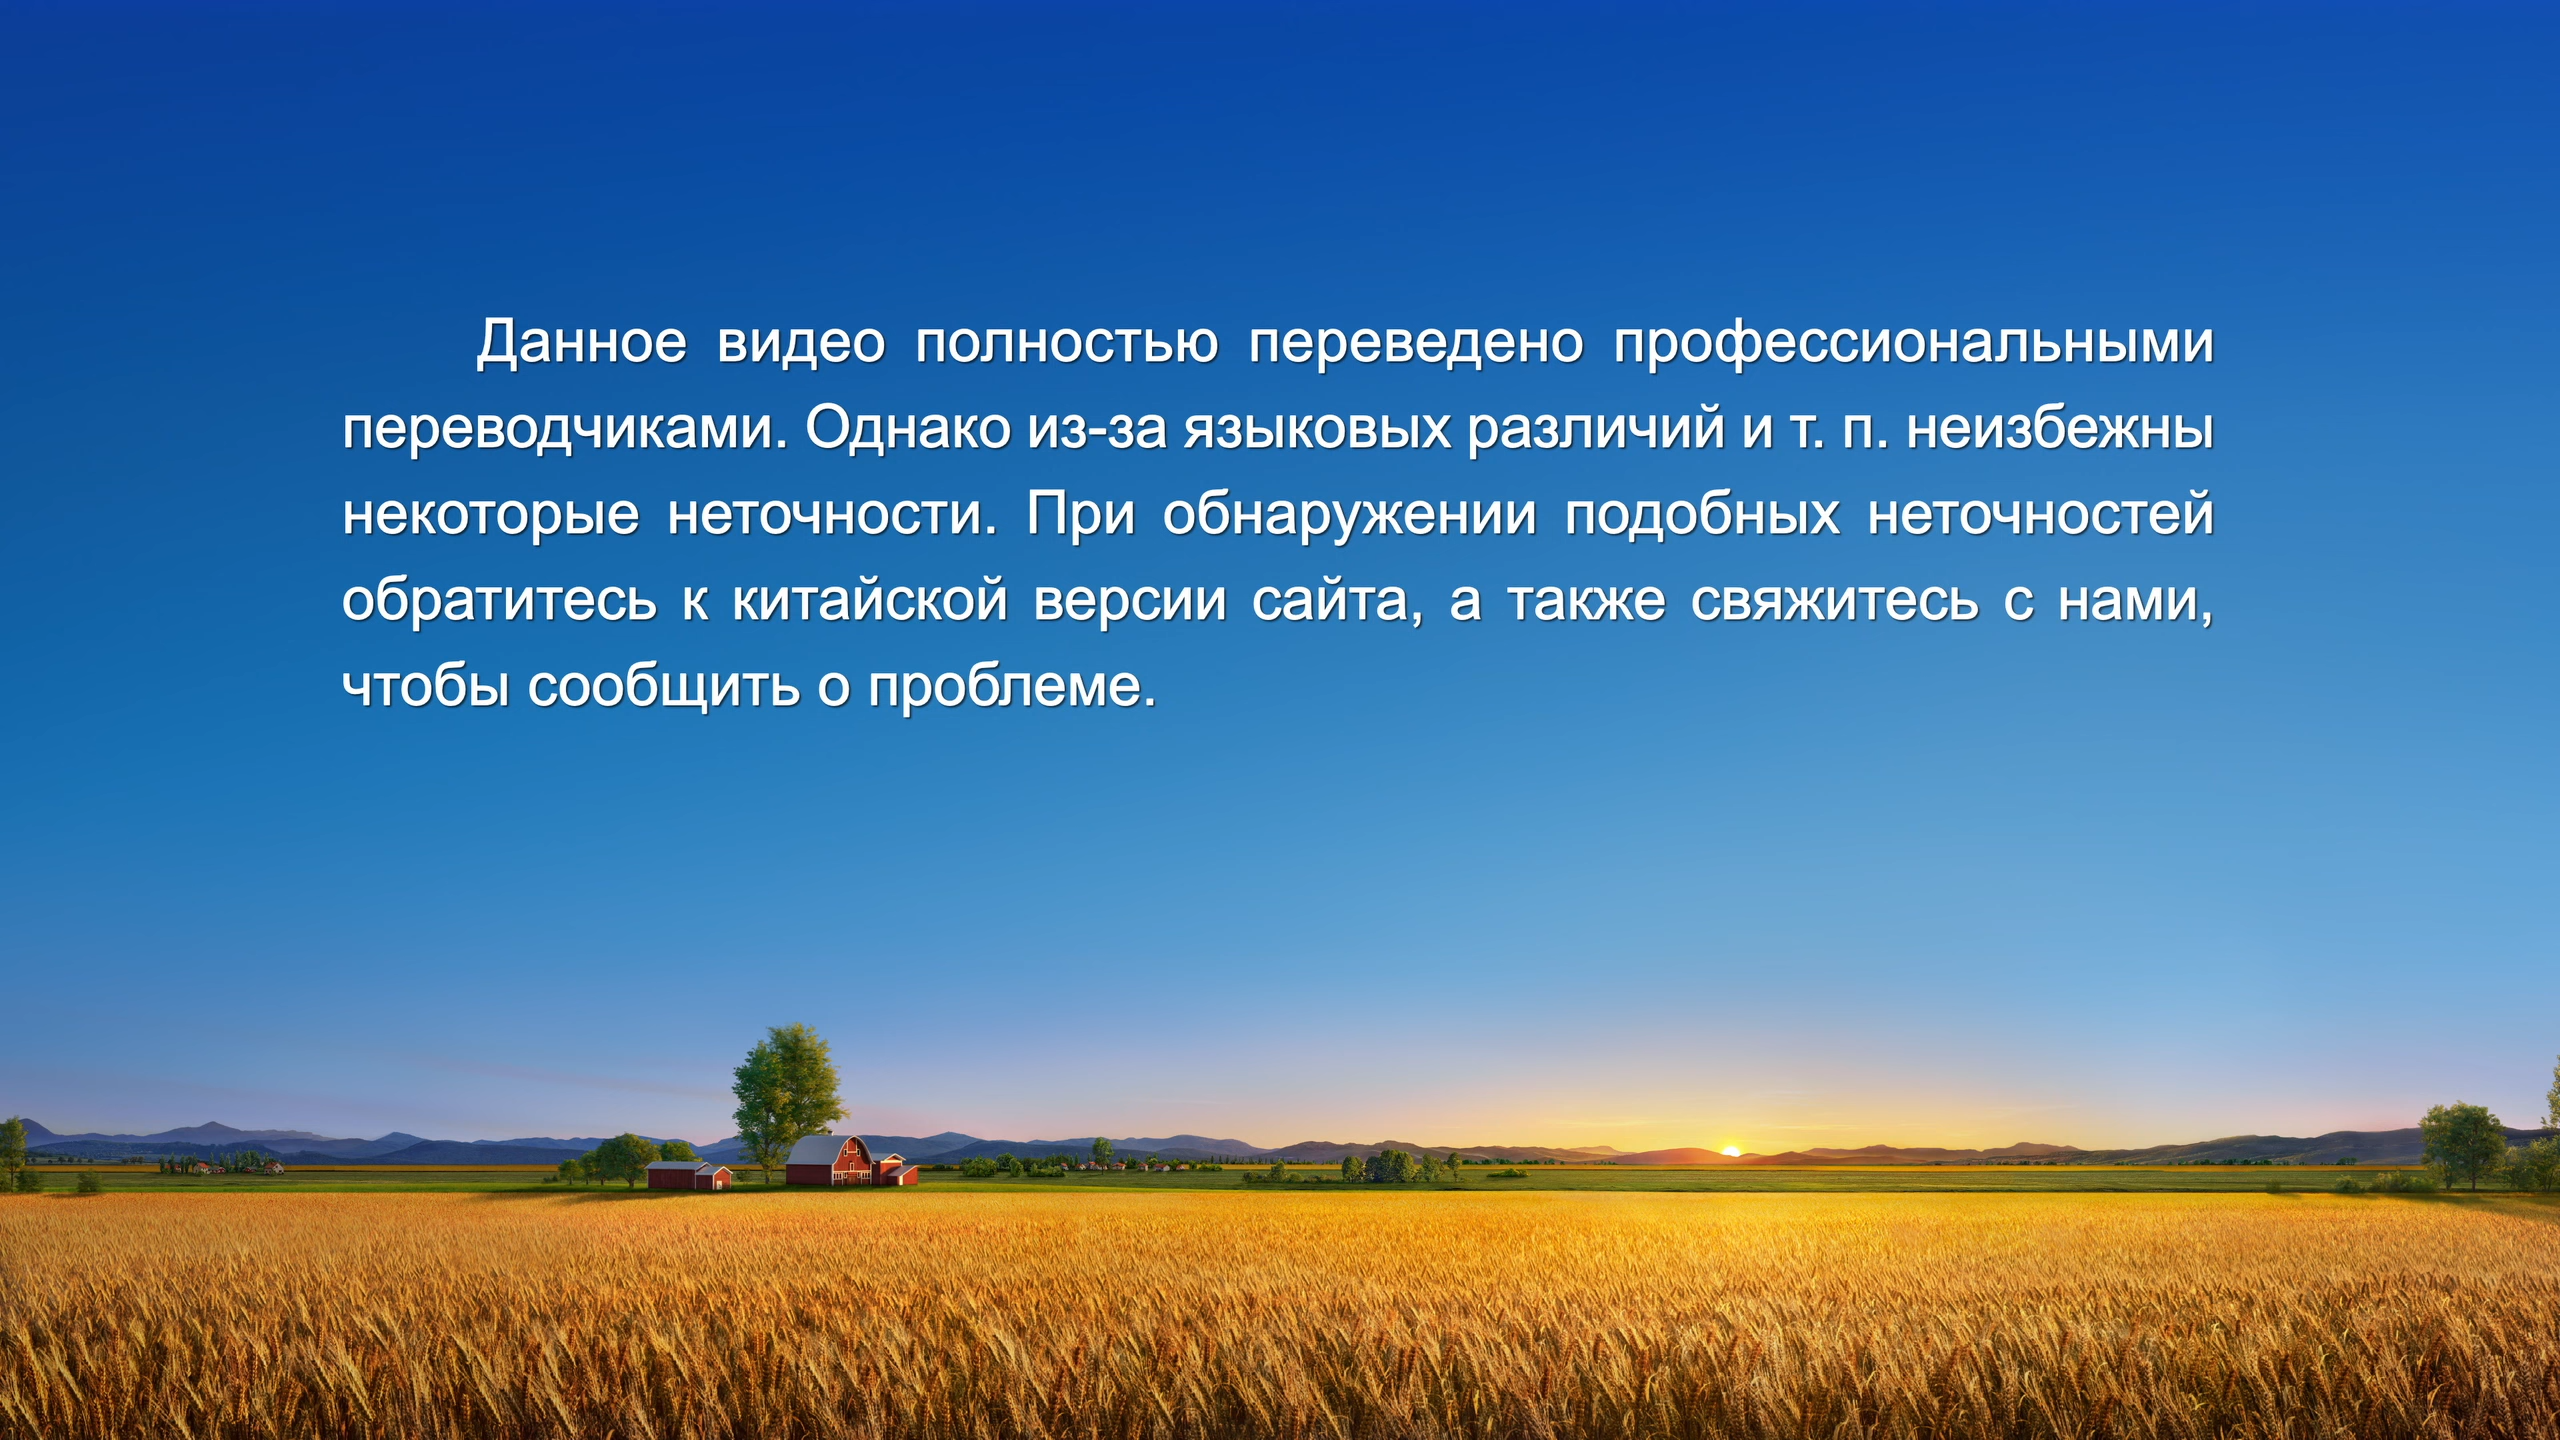 Данное видео полностью переведено профессиональными
переводчиками. Однако из-за языковых различий и т. п. неизбежны
некоторые неточности. При обнаружении подобных неточностей
обратитесь к китайской версии сайта, а также свяжитесь с нами,
чтобы сообщить о проблеме.